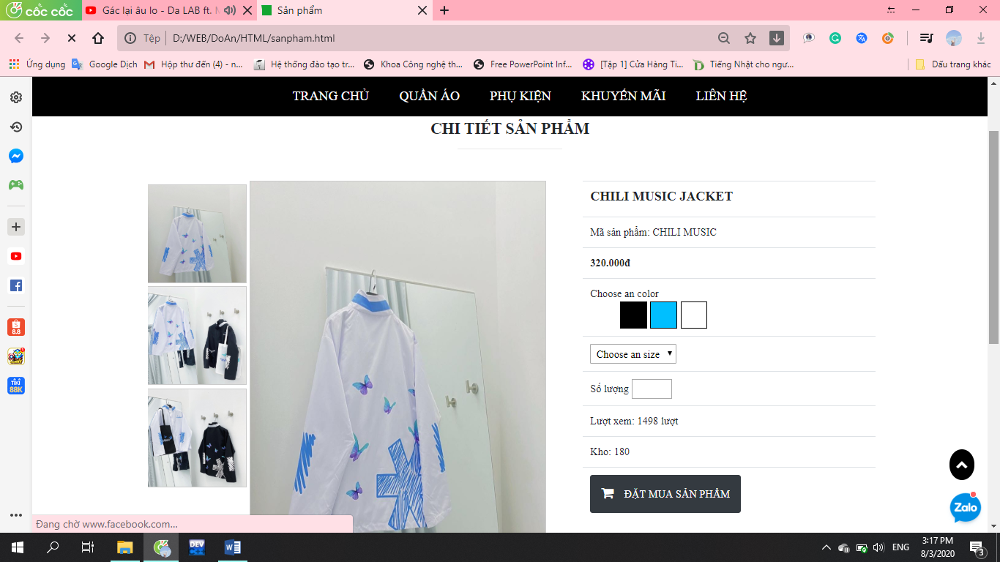 cốc cốc
Gác lại âu lo - Da LAB ft. M
Sản phẩm
Tệp
D:/WEB/DoAn/HTML/sanpham.html
Ứng dụng
Google Dịch
Hộp thư đến (4) - n...
Hệ thống đào tạo tr...
Khoa Công nghệ th...
Free PowerPoint Inf...
[Tập 1] Cửa Hàng Ti...
Tiếng Nhật cho ngư...
Dấu trang khác
TRANG CHỦ QUẦN ÁO PHỤ KIỆN KHUYẾN MÃI LIÊN HỆ
CHI TIẾT SẢN PHẨM
CHILI MUSIC JACKET
Mã sản phẩm: CHILI MUSIC
320.000đ
Choose an color
Choose an size
Số lượng
Lượt xem: 1498 lượt
Kho: 180
ĐẶT MUA SẢN PHẨM
8.8
TIKI
88K
Zalo
Đang chờ www.facebook.com...
DEV
ENG
3:17 PM
8/3/2020
3